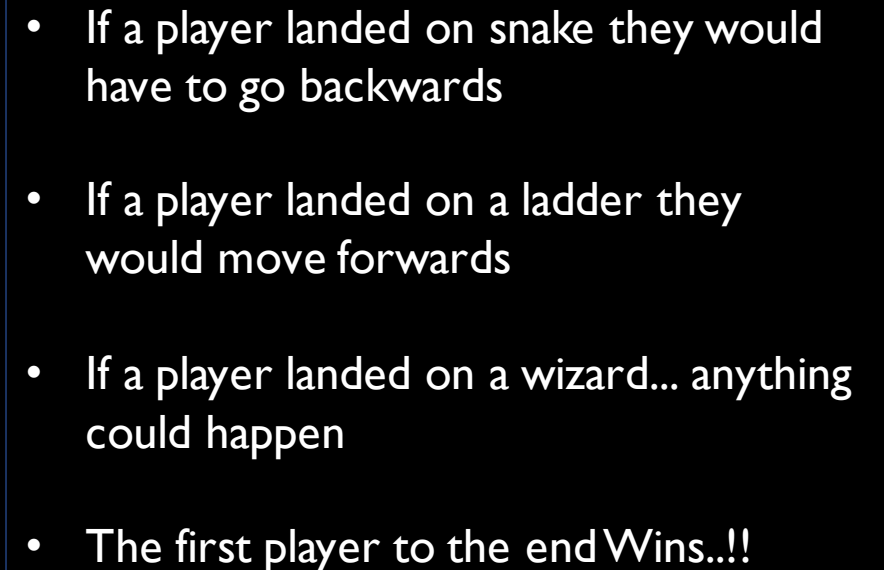 • If a player landed on snake they would
have to go backwards
• If a player landed on a ladder they
would move forwards
• If a player landed on a wizard... anything
could happen
• The first player to the end Wins..!!